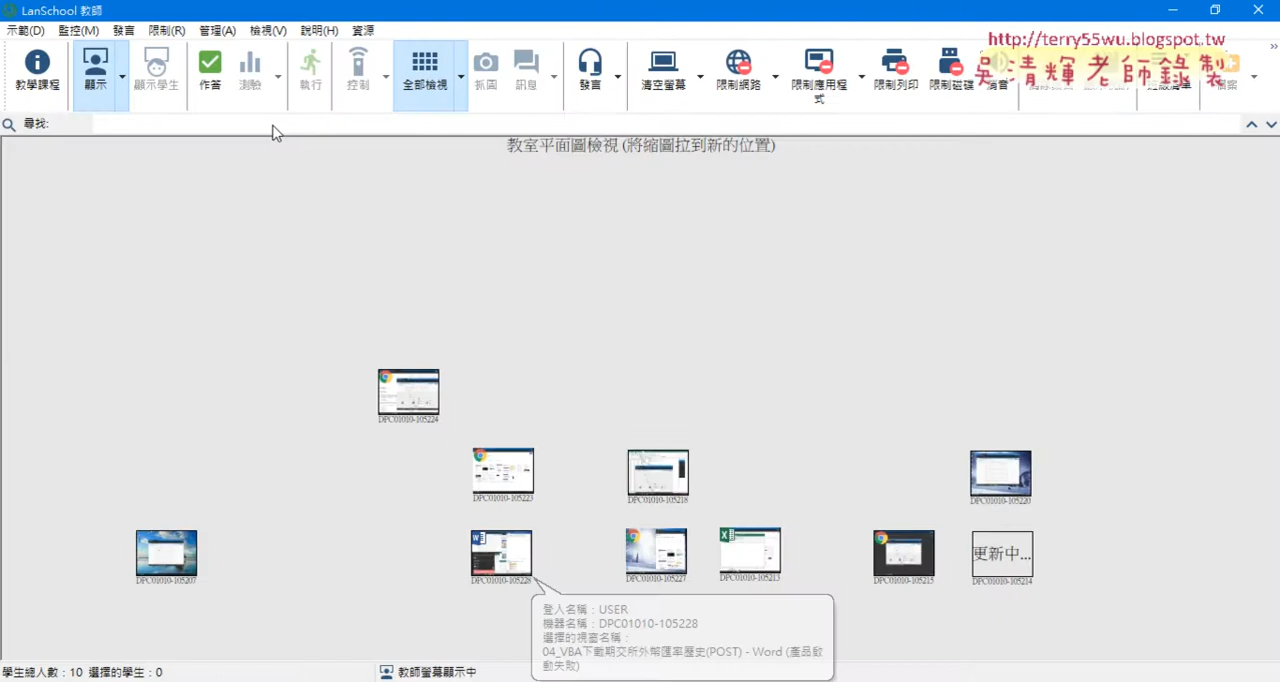 LanSchool 教師
示範(D) 監控(M) 發言 限制(R) 管理(A) 檢視(V) 說明(H) 資源
http://terry55wu.blogspot.tw
吳清輝老師錄製
教學課程 顯示 顯示學生 作答 測驗 執行 控制 全部檢視 抓圖 訊息 發言 清空螢幕 限制網路 限制應用程式 限制列印 限制磁碟 消音
尋找:
教室平面圖檢視 (將縮圖拉到新的位置)
DPC01010-105224
DPC01010-105223 DPC01010-105218 DPC01010-105220
更新中...
DPC01010-105207 DPC01010-105228 DPC01010-105227 DPC01010-105213 DPC01010-105215 DPC01010-105214
登入名稱：USER
機器名稱：DPC01010-105228
選擇的視窗名稱：
04_VBA下載期交所外幣匯率歷史(POST) - Word (產品啟
動失敗)
學生總人數：10 選擇的學生：0 教師螢幕顯示中